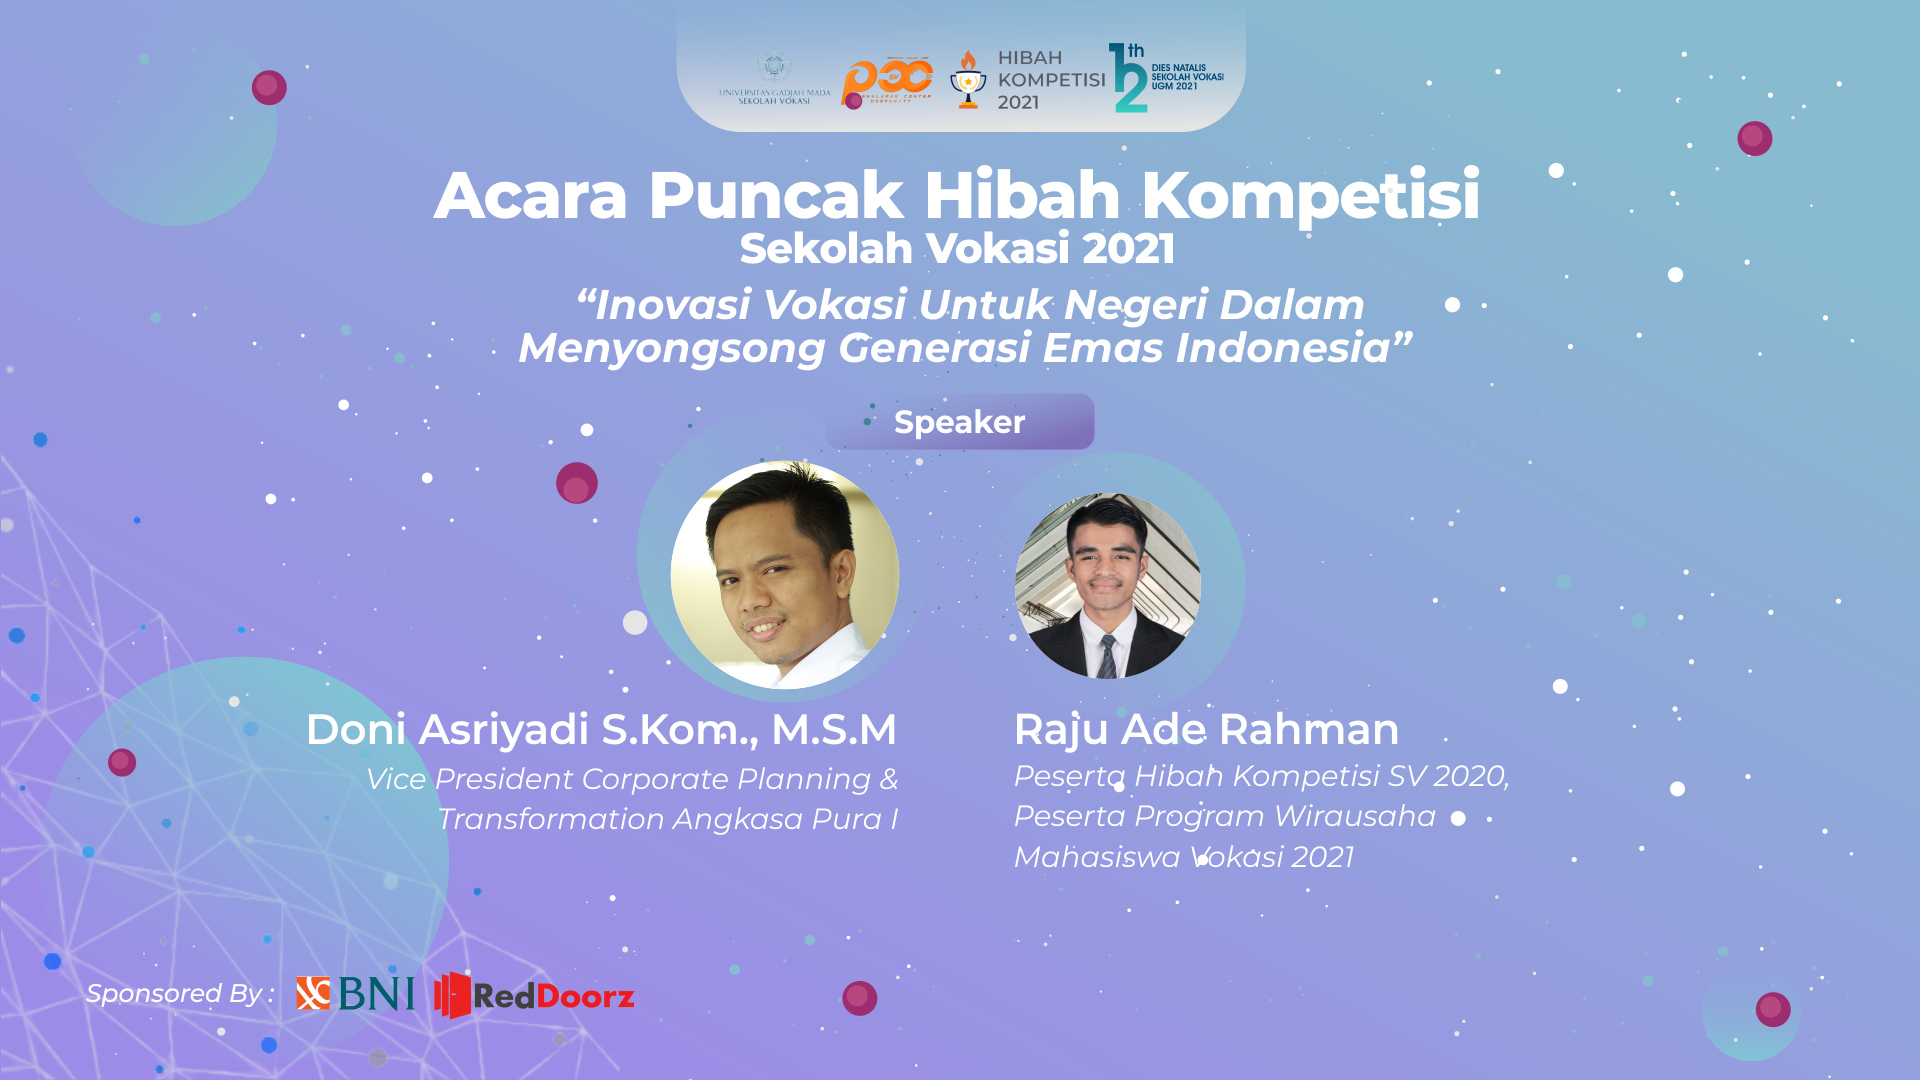 UNIVERSITAS GADJAH MADA
SEKOLAH VOKASI
PCC
COMMUNITY
HIBAH
KOMPETISI
2021
12th
DIES NATALIS
SEKOLAH VOKASI
UGM 2021
Acara Puncak Hibah Kompetisi
Sekolah Vokasi 2021
“Inovasi Vokasi Untuk Negeri Dalam
Menyongsong Generasi Emas Indonesia”
Speaker
Doni Asriyadi S.Kom., M.S.M
Vice President Corporate Planning &
Transformation Angkasa Pura I
Raju Ade Rahman
Peserta Hibah Kompetisi SV 2020,
Peserta Program Wirausaha
Mahasiswa Vokasi 2021
Sponsored By :
BNI
RedDoorz